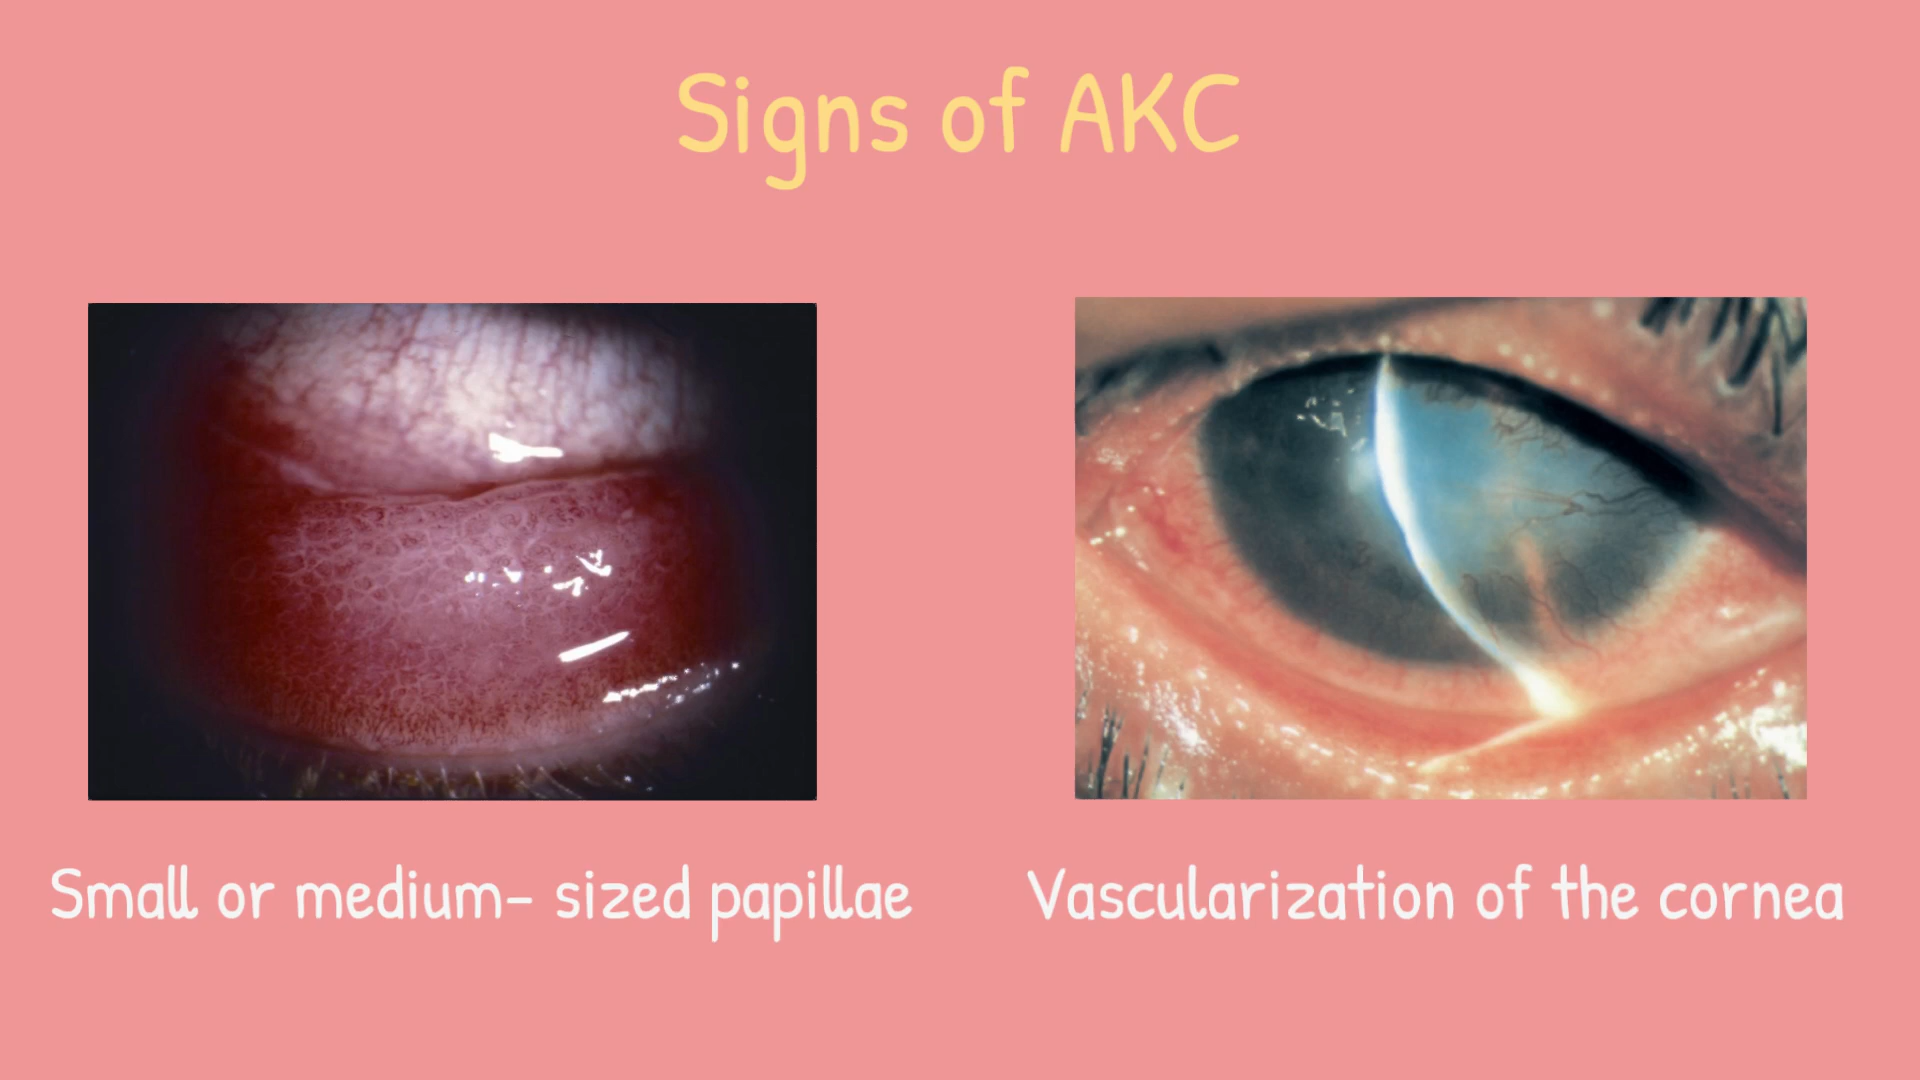 Signs of AKC
Small or medium- sized papillae
Vascularization of the cornea